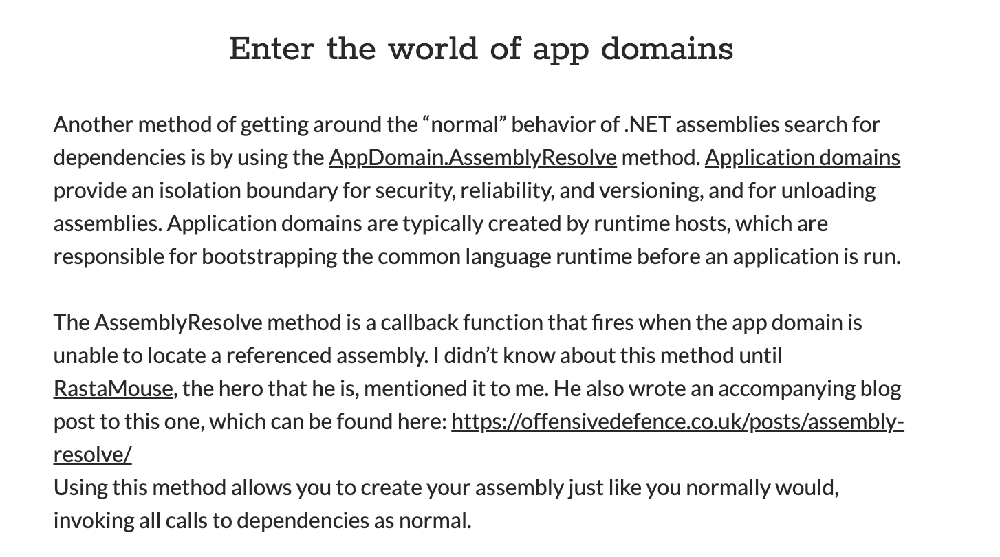 Enter the world of app domains
Another method of getting around the “normal” behavior of .NET assemblies search for
dependencies is by using the AppDomain.AssemblyResolve method. Application domains
provide an isolation boundary for security, reliability, and versioning, and for unloading
assemblies. Application domains are typically created by runtime hosts, which are
responsible for bootstrapping the common language runtime before an application is run.
The AssemblyResolve method is a callback function that fires when the app domain is
unable to locate a referenced assembly. I didn’t know about this method until
RastaMouse, the hero that he is, mentioned it to me. He also wrote an accompanying blog
post to this one, which can be found here: https://offensivedefence.co.uk/posts/assembly-
resolve/
Using this method allows you to create your assembly just like you normally would,
invoking all calls to dependencies as normal.